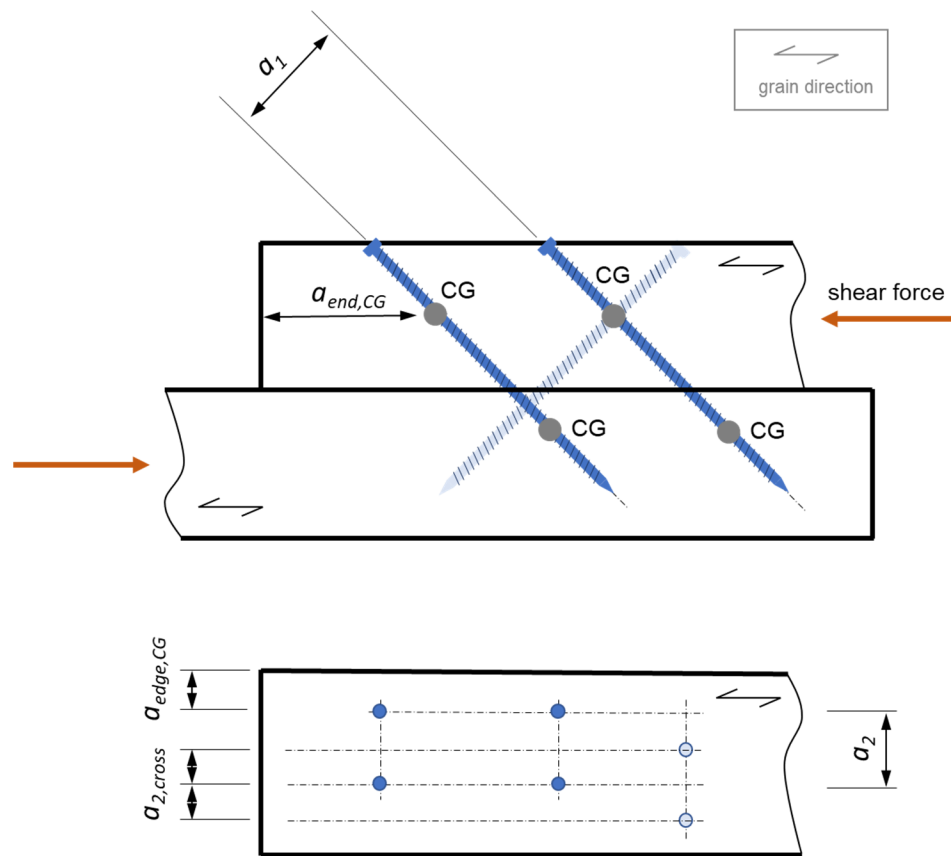 a1
grain direction
CG
CG
aend,CG
shear force
CG
CG
aedge,CG
a2
a2,cross